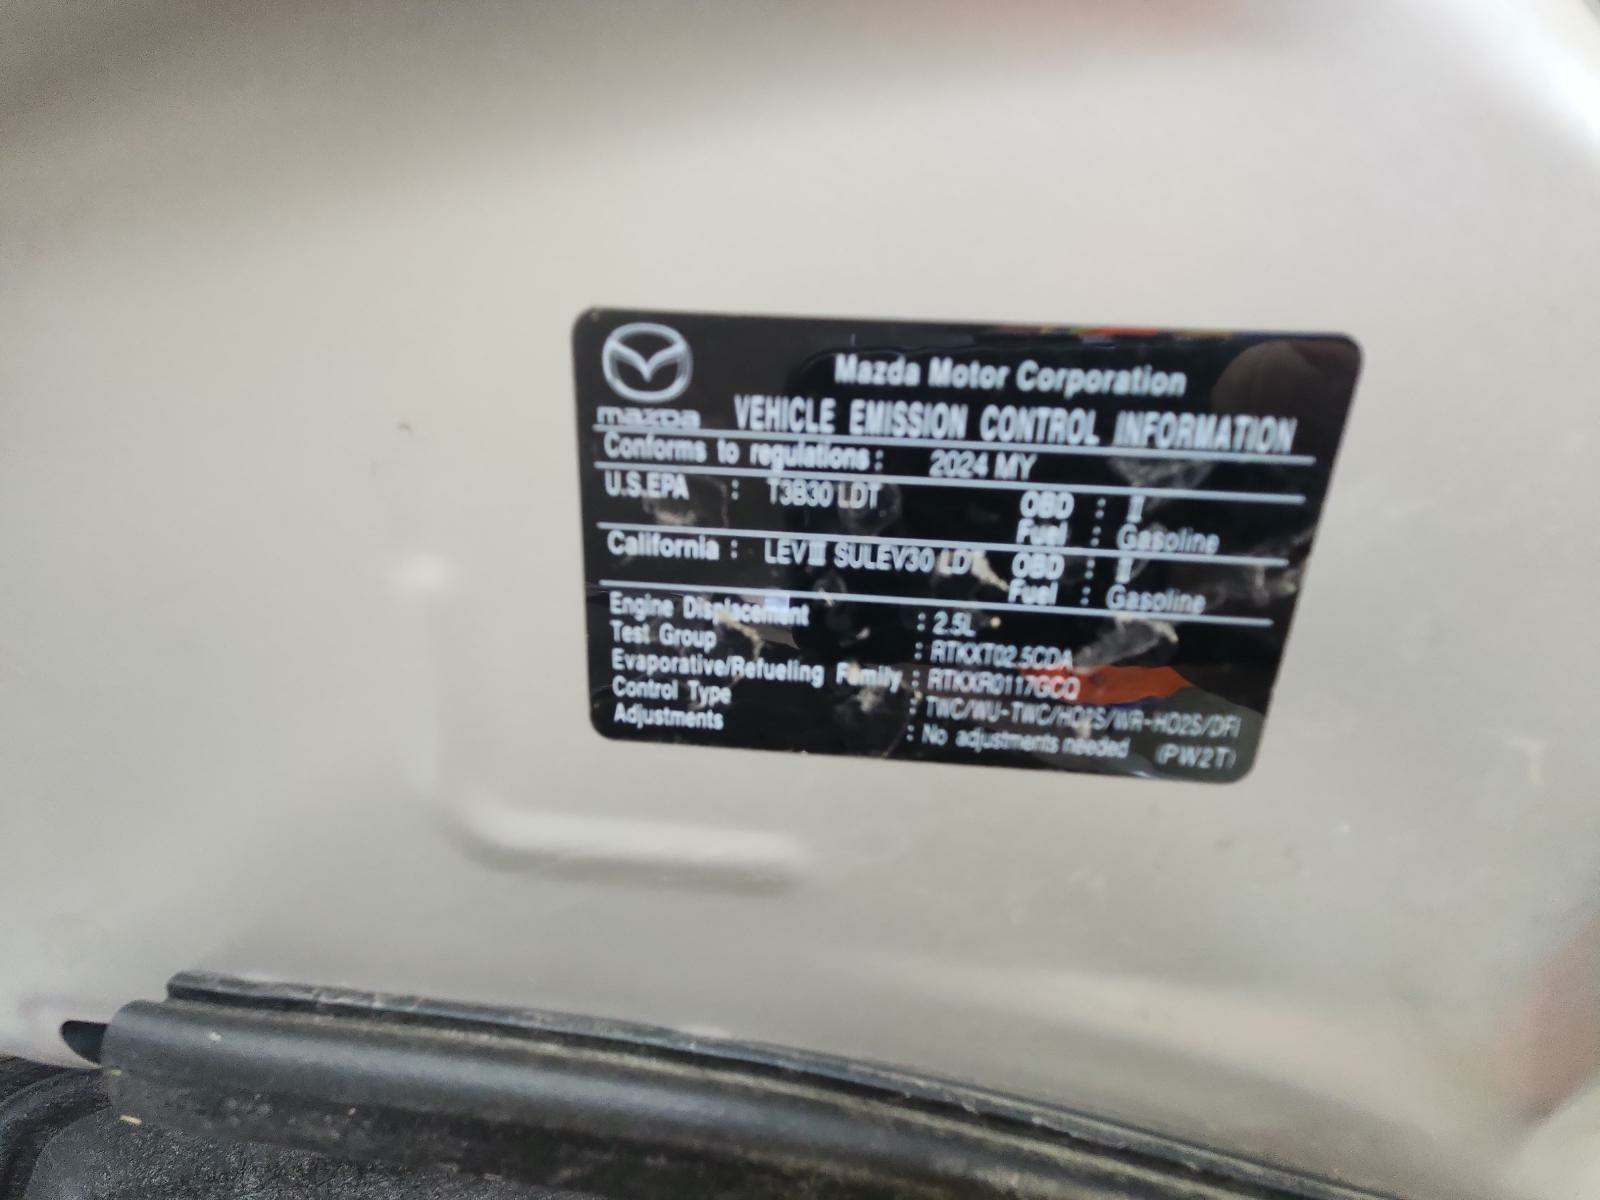 Mazda Motor Corporation
mazda VEHICLE EMISSION CONTROL INFORMATION
Conforms to regulations : 2024 MY
U.S.EPA : T3B30 LDT OBD : II
Fuel : Gasoline
California : LEVIII SULEV30 LDT OBD : II
Fuel : Gasoline
Engine Displacement : 2.5L
Test Group : RTKXT02.5CDA
Evaporative/Refueling Family : RTKXR0117GCQ
Control Type : TWC/WU-TWC/HO2S/WR-HO2S/DFI
Adjustments : No adjustments needed (PW2T)